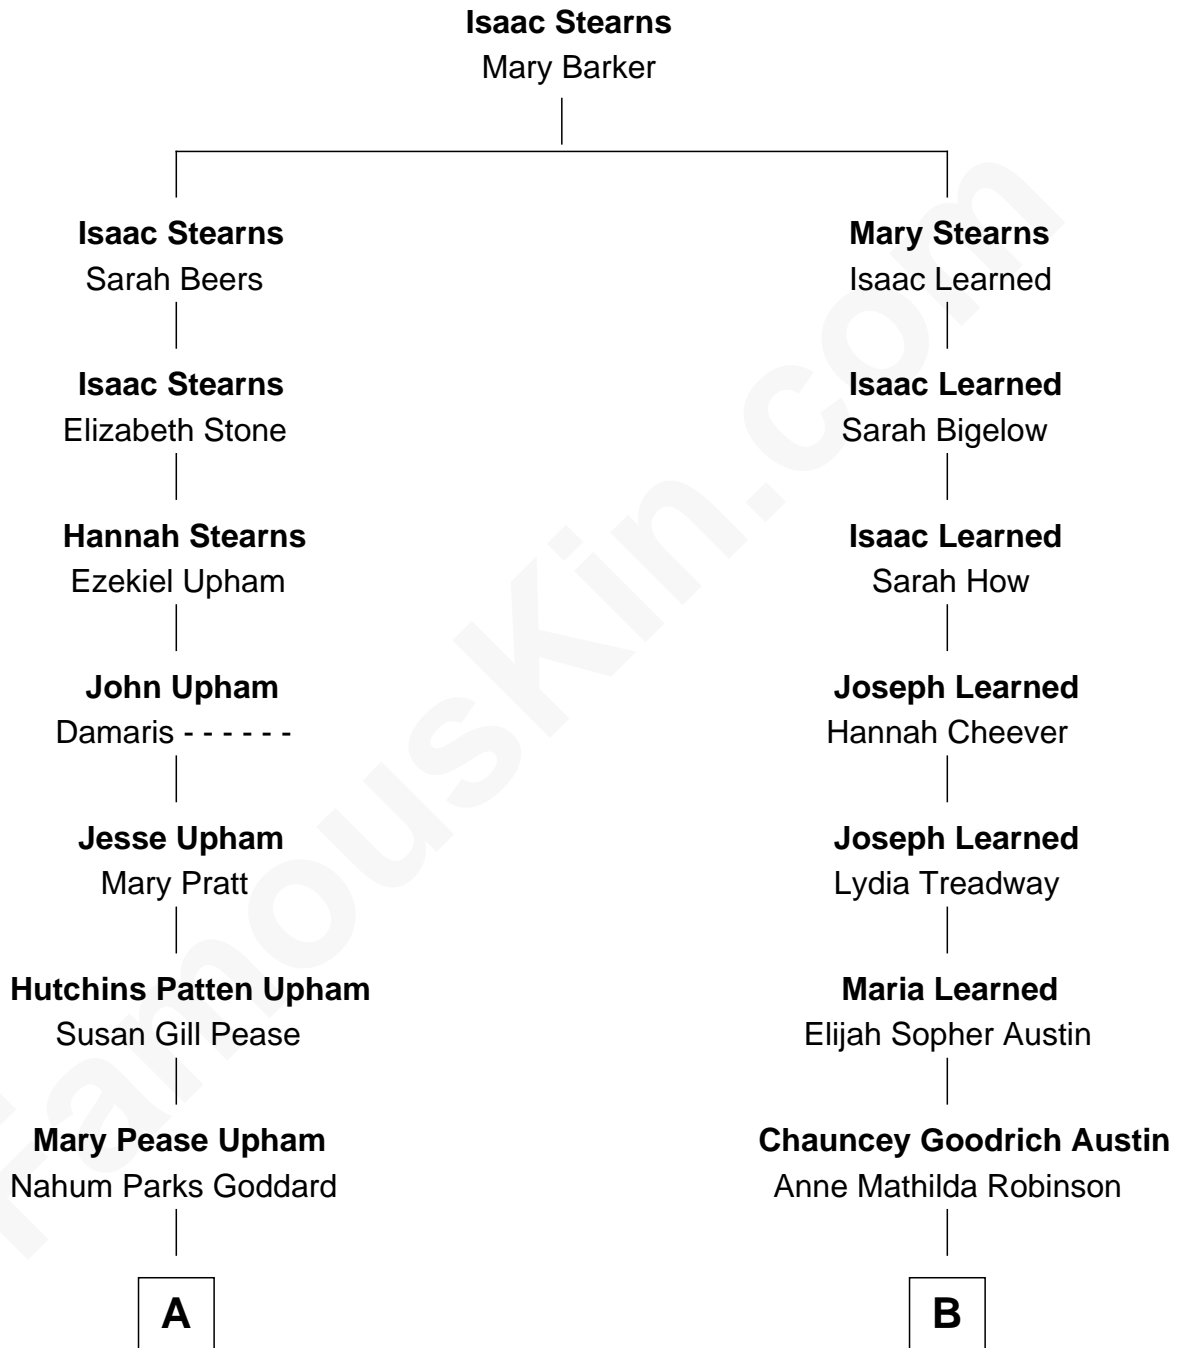 Isaac Stearns
Mary Barker
Isaac Stearns
Sarah Beers
Mary Stearns
Isaac Learned
Isaac Stearns
Elizabeth Stone
Isaac Learned
Sarah Bigelow
Hannah Stearns
Ezekiel Upham
Isaac Learned
Sarah How
John Upham
Damaris - - - - - -
Joseph Learned
Hannah Cheever
Jesse Upham
Mary Pratt
Joseph Learned
Lydia Treadway
Hutchins Patten Upham
Susan Gill Pease
Maria Learned
Elijah Sopher Austin
Mary Pease Upham
Nahum Parks Goddard
Chauncey Goodrich Austin
Anne Mathilda Robinson
A
B
FamousKin.com